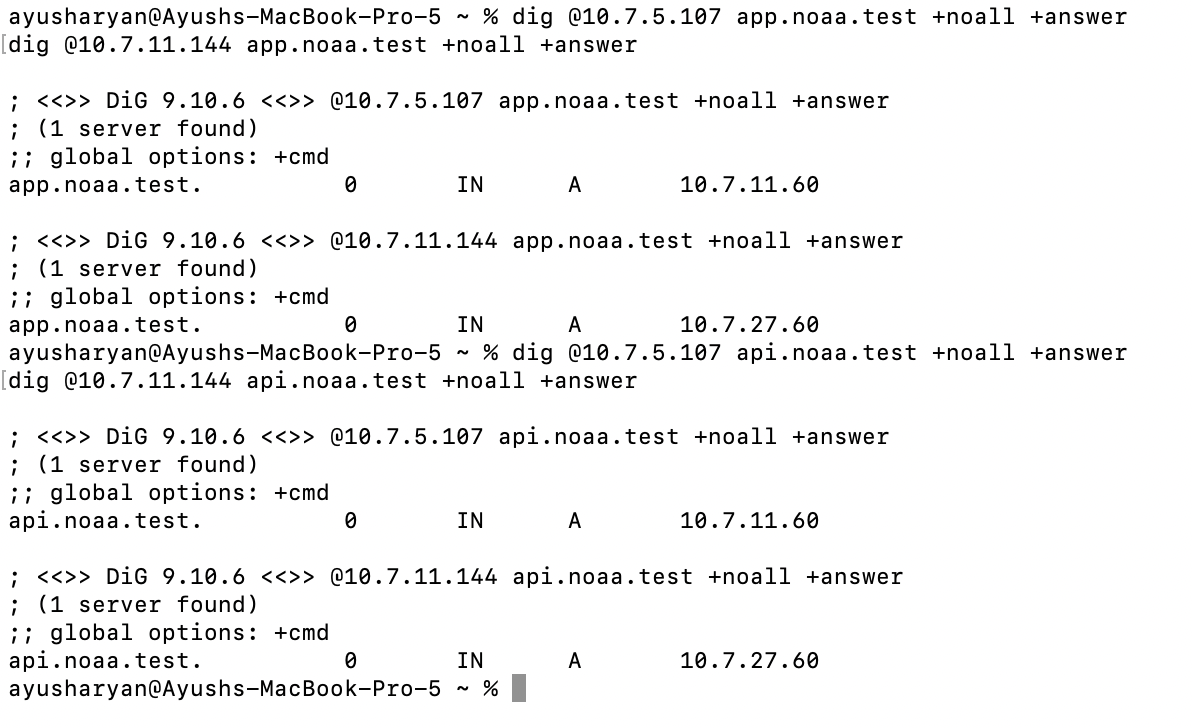 ayusharyan@Ayushs-MacBook-Pro-5 ~ % dig @10.7.5.107 app.noaa.test +noall +answer
[dig @10.7.11.144 app.noaa.test +noall +answer

; <<>> DiG 9.10.6 <<>> @10.7.5.107 app.noaa.test +noall +answer
; (1 server found)
;; global options: +cmd
app.noaa.test.          0       IN      A       10.7.11.60

; <<>> DiG 9.10.6 <<>> @10.7.11.144 app.noaa.test +noall +answer
; (1 server found)
;; global options: +cmd
app.noaa.test.          0       IN      A       10.7.27.60
ayusharyan@Ayushs-MacBook-Pro-5 ~ % dig @10.7.5.107 api.noaa.test +noall +answer
[dig @10.7.11.144 api.noaa.test +noall +answer

; <<>> DiG 9.10.6 <<>> @10.7.5.107 api.noaa.test +noall +answer
; (1 server found)
;; global options: +cmd
api.noaa.test.          0       IN      A       10.7.11.60

; <<>> DiG 9.10.6 <<>> @10.7.11.144 api.noaa.test +noall +answer
; (1 server found)
;; global options: +cmd
api.noaa.test.          0       IN      A       10.7.27.60
ayusharyan@Ayushs-MacBook-Pro-5 ~ %